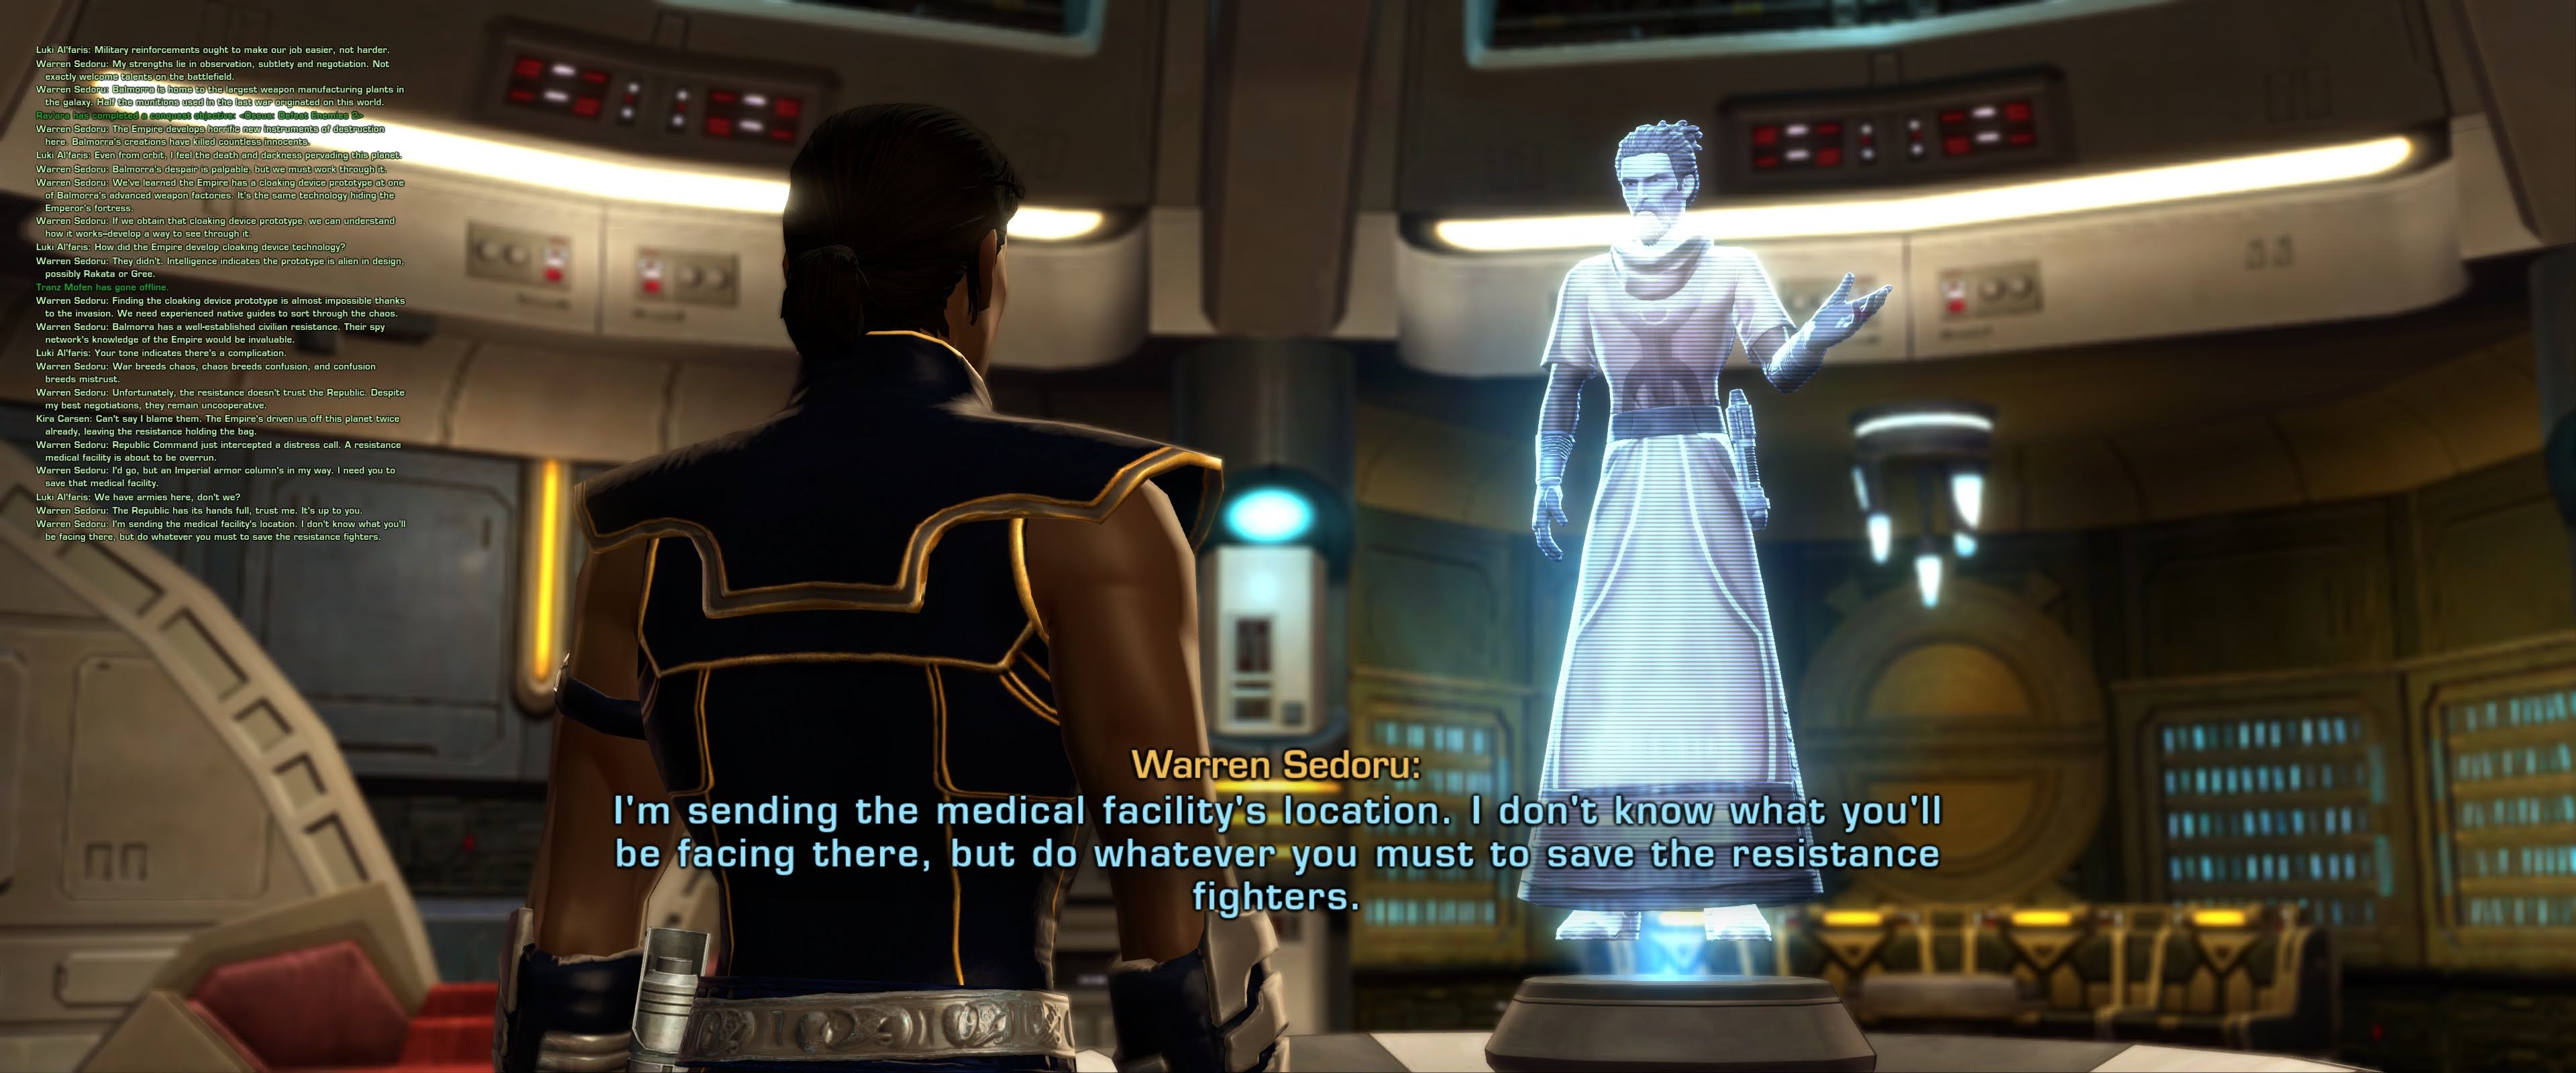 Luki Al'faris: Military reinforcements ought to make our job easier, not harder.
Warren Sedoru: My strengths lie in observation, subtlety and negotiation. Not
exactly welcome talents on the battlefield.
Warren Sedoru: Balmorra is home to the largest weapon manufacturing plants in
the galaxy. Half the munitions used in the last war originated on this world.
Rav'ara has completed a conquest objective: <Ossus: Defeat Enemies 2>
Warren Sedoru: The Empire develops horrific new instruments of destruction
here. Balmorra's creations have killed countless innocents.
Luki Al'faris: Even from orbit, I feel the death and darkness pervading this planet.
Warren Sedoru: Balmorra's despair is palpable, but we must work through it.
Warren Sedoru: We've learned the Empire has a cloaking device prototype at one
of Balmorra's advanced weapon factories. It's the same technology hiding the
Emperor's fortress.
Warren Sedoru: If we obtain that cloaking device prototype, we can understand
how it works–develop a way to see through it.
Luki Al'faris: How did the Empire develop cloaking device technology?
Warren Sedoru: They didn't. Intelligence indicates the prototype is alien in design,
possibly Rakata or Gree.
Tranz Mofen has gone offline.
Warren Sedoru: Finding the cloaking device prototype is almost impossible thanks
to the invasion. We need experienced native guides to sort through the chaos.
Warren Sedoru: Balmorra has a well-established civilian resistance. Their spy
network's knowledge of the Empire would be invaluable.
Luki Al'faris: Your tone indicates there's a complication.
Warren Sedoru: War breeds chaos, chaos breeds confusion, and confusion
breeds mistrust.
Warren Sedoru: Unfortunately, the resistance doesn't trust the Republic. Despite
my best negotiations, they remain uncooperative.
Kira Carsen: Can't say I blame them. The Empire's driven us off this planet twice
already, leaving the resistance holding the bag.
Warren Sedoru: Republic Command just intercepted a distress call. A resistance
medical facility is about to be overrun.
Warren Sedoru: I'd go, but an Imperial armor column's in my way. I need you to
save that medical facility.
Luki Al'faris: We have armies here, don't we?
Warren Sedoru: The Republic has its hands full, trust me. It's up to you.
Warren Sedoru: I'm sending the medical facility's location. I don't know what you'll
be facing there, but do whatever you must to save the resistance fighters.
Warren Sedoru:
I'm sending the medical facility's location. I don't know what you'll
be facing there, but do whatever you must to save the resistance
fighters.